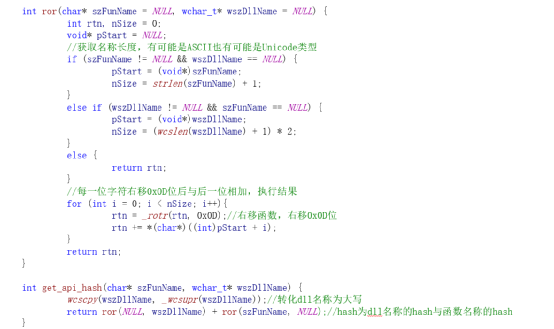 int ror(char* szFunName = NULL, wchar_t* wszDllName = NULL) {
int rtn, nSize = 0;
void* pStart = NULL;
//获取名称长度，有可能是ASCII也有可能是Unicode类型
if (szFunName != NULL && wszDllName == NULL) {
pStart = (void*)szFunName;
nSize = strlen(szFunName) + 1;
}
else if (wszDllName != NULL && szFunName == NULL) {
pStart = (void*)wszDllName;
nSize = (wcslen(wszDllName) + 1) * 2;
}
else {
return rtn;
}
//每一位字符右移0x0D位后与后一位相加，执行结果
for (int i = 0; i < nSize; i++){
rtn = _rotr(rtn, 0x0D);//右移函数，右移0x0D位
rtn += *(char*)((int)pStart + i);
}
return rtn;
}
int get_api_hash(char* szFunName, wchar_t* wszDllName) {
wcscpy(wszDllName, _wcsupr(wszDllName));//转化dll名称为大写
return ror(NULL, wszDllName) + ror(szFunName, NULL);//hash为dll名称的hash与函数名称的hash
}